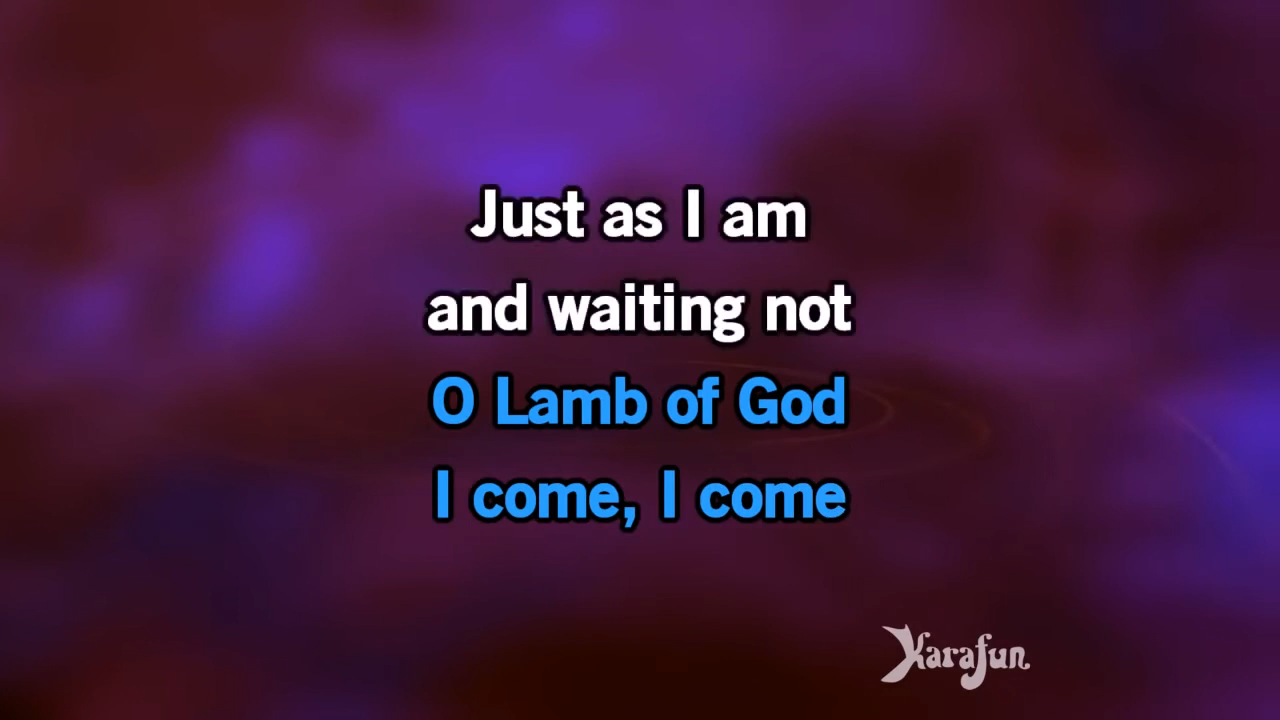 Just as I am
and waiting not
O Lamb of God
I come, I come
Karafun